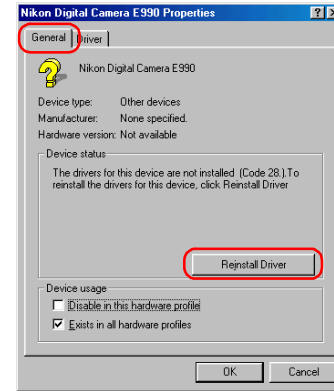 Nikon Digital Camera E990 Properties
General
Driver
Nikon Digital Camera E990
Device type: Other devices
Manufacturer: None specified.
Hardware version: Not available
Device status
The drivers for this device are not installed (Code 28.).To
reinstall the drivers for this device, click Reinstall Driver
Reinstall Driver
Device usage
Disable in this hardware profile
Exists in all hardware profiles
OK
Cancel